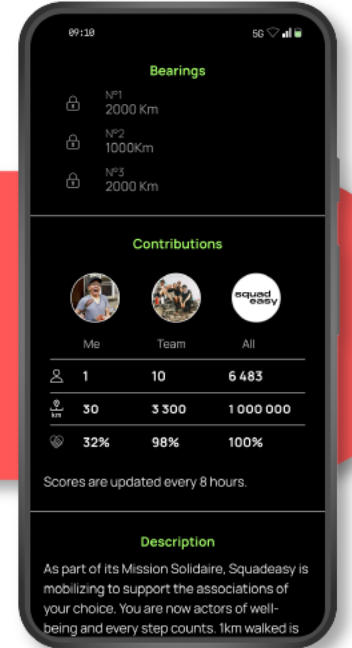 09:10 5G
Bearings
N°1
2000 Km
N°2
1000Km
N°3
2000 Km
Contributions
squad
easy
Me Team All
1 10 6 483
km 30 3 300 1 000 000
32% 98% 100%
Scores are updated every 8 hours.
Description
As part of its Mission Solidaire, Squadeasy is
mobilizing to support the associations of
your choice. You are now actors of well-
being and every step counts. 1km walked is